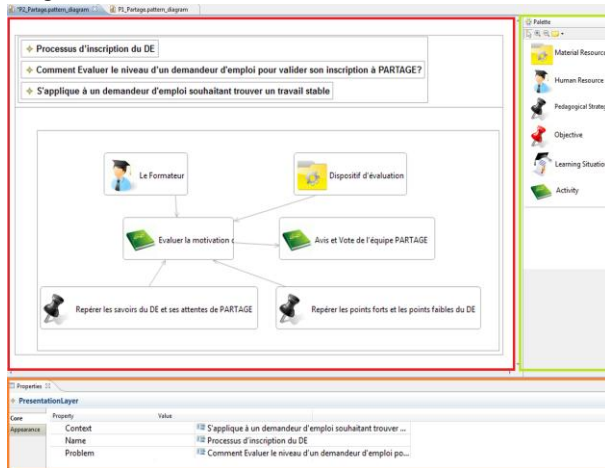 *P2_Partage.pattern_diagram
P1_Partage.pattern_diagram
Processus d'inscription du DE
Comment Evaluer le niveau d'un demandeur d'emploi pour valider son inscription à PARTAGE?
S'applique à un demandeur d'emploi souhaitant trouver un travail stable
Le Formateur
Dispositif d'évaluation
Evaluer la motivation d
Avis et Vote de l'équipe PARTAGE
Repérer les savoirs du DE et ses attentes de PARTAGE
Repérer les points forts et les points faibles du DE
Palette
Material Resource
Human Resource
Pedagogical Strateg
Objective
Learning Situation
Activity
Properties
PresentationLayer
Core
Appearance
Property Value
Context S'applique à un demandeur d'emploi souhaitant trouver ...
Name Processus d'inscription du DE
Problem Comment Evaluer le niveau d'un demandeur d'emploi po...